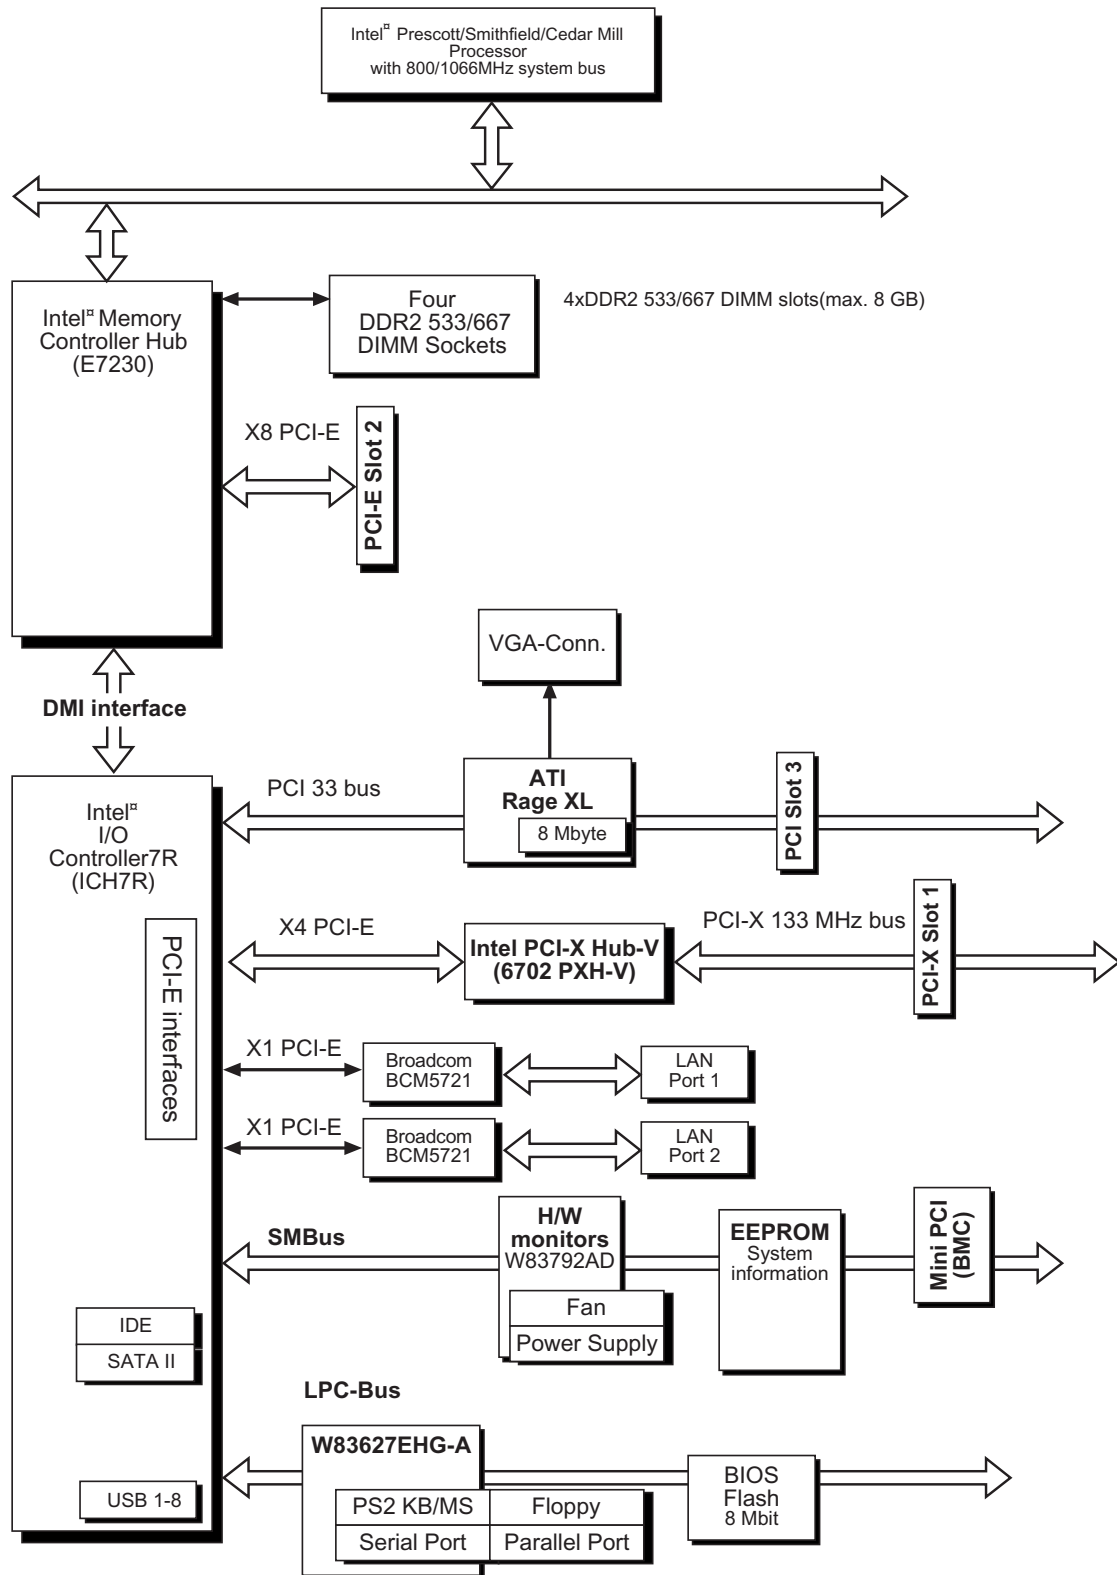 Intel¤ Prescott/Smithfield/Cedar Mill
Processor
with 800/1066MHz system bus
Intel¤ Memory
Controller Hub
(E7230)
Four
DDR2 533/667
DIMM Sockets
4xDDR2 533/667 DIMM slots(max. 8 GB)
X8 PCI-E
PCI-E Slot 2
VGA-Conn.
DMI interface
Intel¤
I/O
Controller7R
(ICH7R)
PCI 33 bus
ATI
Rage XL
8 Mbyte
PCI Slot 3
PCI-E interfaces
X4 PCI-E
Intel PCI-X Hub-V
(6702 PXH-V)
PCI-X 133 MHz bus
PCI-X Slot 1
X1 PCI-E
Broadcom
BCM5721
LAN
Port 1
X1 PCI-E
Broadcom
BCM5721
LAN
Port 2
SMBus
H/W
monitors
W83792AD
Fan
Power Supply
EEPROM
System
information
Mini PCI
(BMC)
IDE
SATA II
LPC-Bus
W83627EHG-A
PS2 KB/MS
Floppy
Serial Port
Parallel Port
BIOS
Flash
8 Mbit
USB 1-8